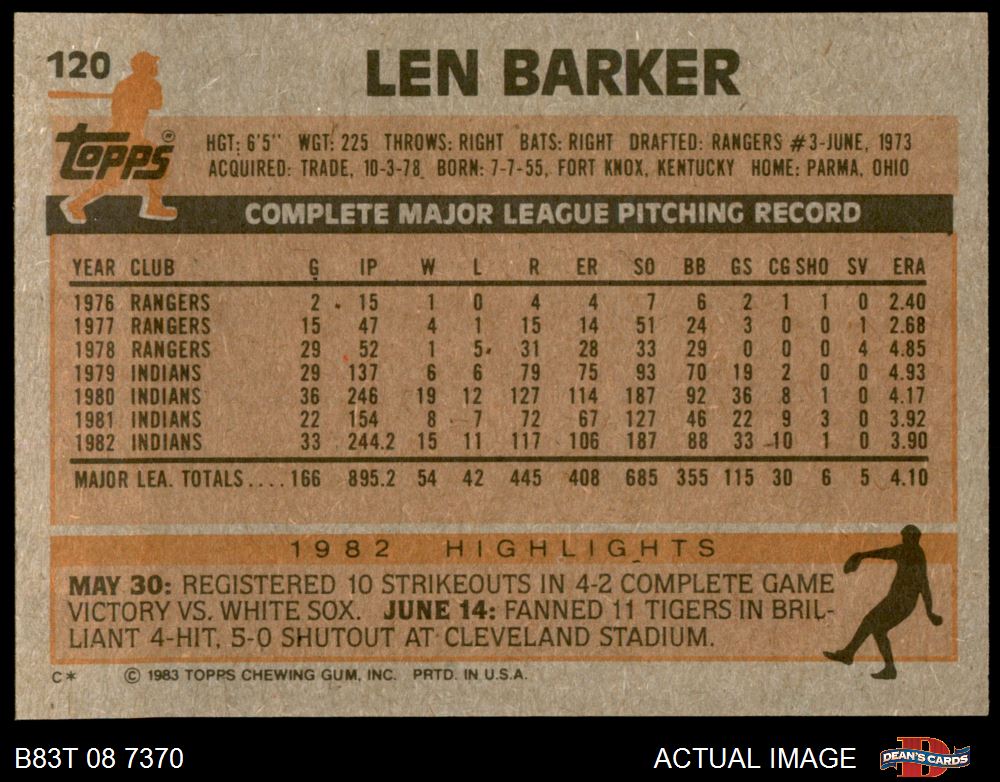 120
LEN BARKER
topps®
HGT: 6'5" WGT: 225 THROWS: RIGHT BATS: RIGHT DRAFTED: RANGERS #3-JUNE, 1973
ACQUIRED: TRADE, 10-3-78 BORN: 7-7-55, FORT KNOX, KENTUCKY HOME: PARMA, OHIO
COMPLETE MAJOR LEAGUE PITCHING RECORD
YEAR CLUB G IP W L R ER SO BB GS CG SHO SV ERA
1976 RANGERS 2 15 1 0 4 4 7 6 2 1 1 0 2.40
1977 RANGERS 15 47 4 1 15 14 51 24 3 0 0 1 2.68
1978 RANGERS 29 52 1 5 31 28 33 29 0 0 0 4 4.85
1979 INDIANS 29 137 6 6 79 75 93 70 19 2 0 0 4.93
1980 INDIANS 36 246 19 12 127 114 187 92 36 8 1 0 4.17
1981 INDIANS 22 154 8 7 72 67 127 46 22 9 3 0 3.92
1982 INDIANS 33 244.2 15 11 117 106 187 88 33 10 1 0 3.90
MAJOR LEA. TOTALS....166 895.2 54 42 445 408 685 355 115 30 6 5 4.10
1982 HIGHLIGHTS
MAY 30: REGISTERED 10 STRIKEOUTS IN 4-2 COMPLETE GAME
VICTORY VS. WHITE SOX. JUNE 14: FANNED 11 TIGERS IN BRIL-
LIANT 4-HIT, 5-0 SHUTOUT AT CLEVELAND STADIUM.
C* © 1983 TOPPS CHEWING GUM, INC. PRTD. IN U.S.A.
B83T 08 7370 ACTUAL IMAGE
D DEAN'S CARDS